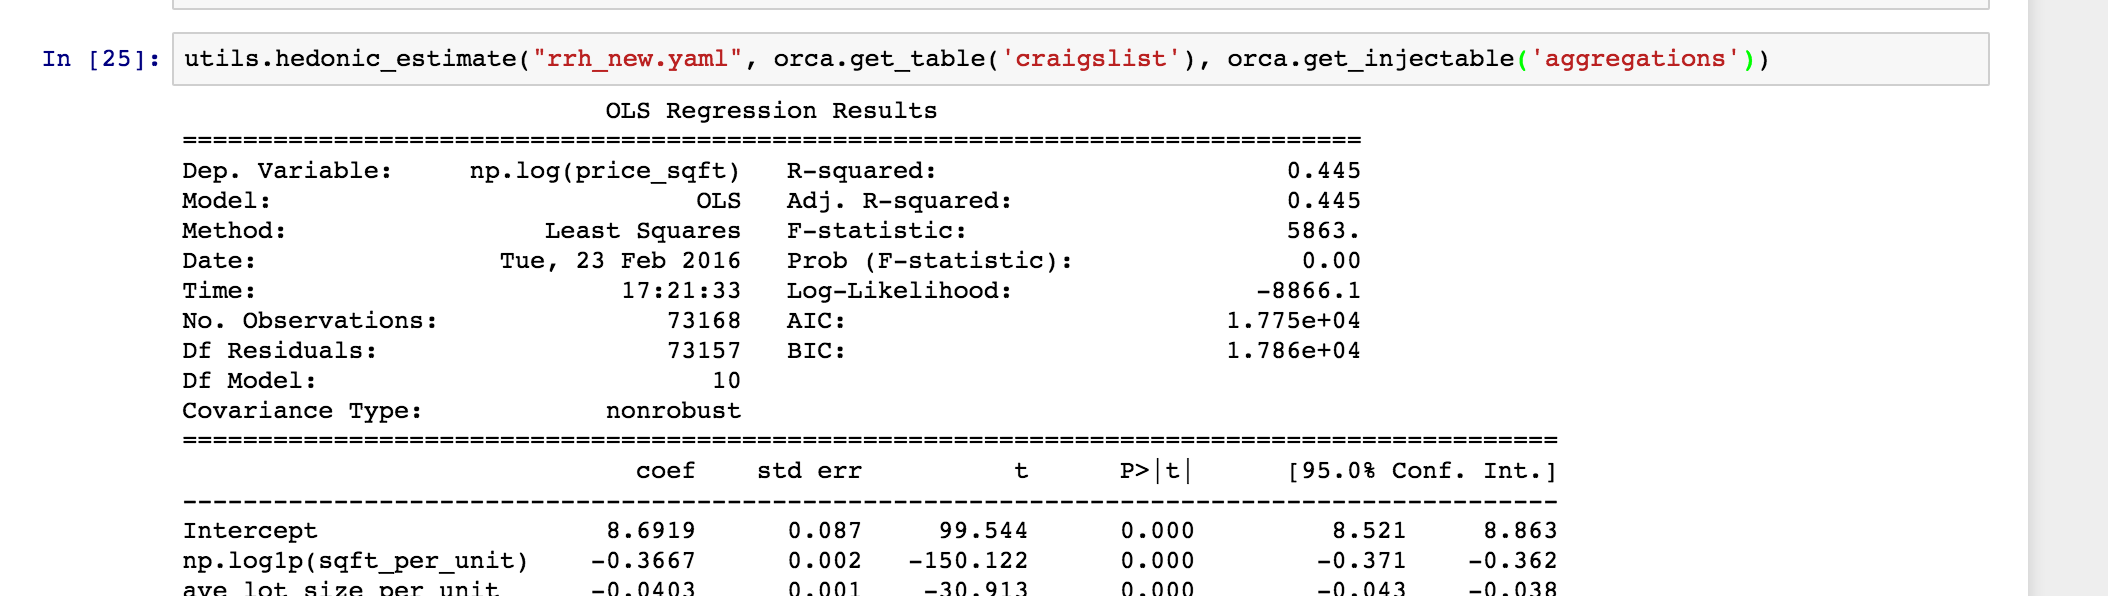 In [25]: utils.hedonic_estimate("rrh_new.yaml", orca.get_table('craigslist'), orca.get_injectable('aggregations'))
OLS Regression Results
==============================================================================
Dep. Variable: np.log(price_sqft) R-squared: 0.445
Model: OLS Adj. R-squared: 0.445
Method: Least Squares F-statistic: 5863.
Date: Tue, 23 Feb 2016 Prob (F-statistic): 0.00
Time: 17:21:33 Log-Likelihood: -8866.1
No. Observations: 73168 AIC: 1.775e+04
Df Residuals: 73157 BIC: 1.786e+04
Df Model: 10
Covariance Type: nonrobust
===========================================================================================
coef std err t P>|t| [95.0% Conf. Int.]
-------------------------------------------------------------------------------------------
Intercept 8.6919 0.087 99.544 0.000 8.521 8.863
np.log1p(sqft_per_unit) -0.3667 0.002 -150.122 0.000 -0.371 -0.362
ave_lot_size_per_unit -0.0403 0.001 -30.913 0.000 -0.043 -0.038